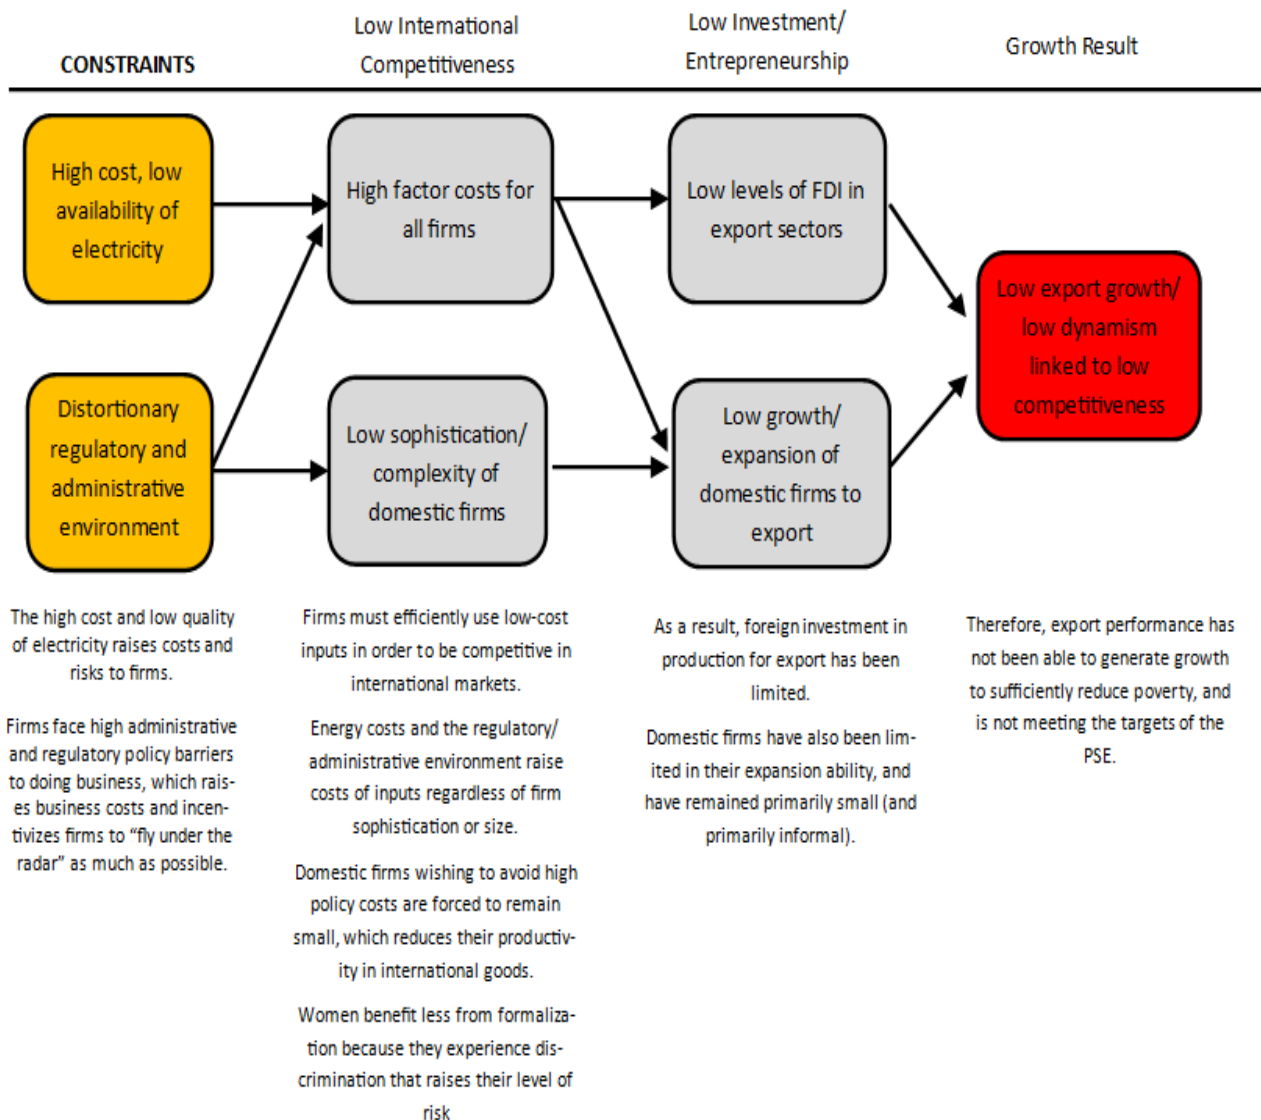 CONSTRAINTS
Low International
Competitiveness
Low Investment/
Entrepreneurship
Growth Result
High cost, low
availability of
electricity
High factor costs for
all firms
Low levels of FDI in
export sectors
Low export growth/
low dynamism
linked to low
competitiveness
Distortionary
regulatory and
administrative
environment
Low sophistication/
complexity of
domestic firms
Low growth/
expansion of
domestic firms to
export
The high cost and low quality
of electricity raises costs and
risks to firms.
Firms face high administrative
and regulatory policy barriers
to doing business, which rais-
es business costs and incen-
tivizes firms to “fly under the
radar” as much as possible.
Firms must efficiently use low-cost
inputs in order to be competitive in
international markets.
Energy costs and the regulatory/
administrative environment raise
costs of inputs regardless of firm
sophistication or size.
Domestic firms wishing to avoid high
policy costs are forced to remain
small, which reduces their productiv-
ity in international goods.
Women benefit less from formaliza-
tion because they experience dis-
crimination that raises their level of
risk
As a result, foreign investment in
production for export has been
limited.
Domestic firms have also been lim-
ited in their expansion ability, and
have remained primarily small (and
primarily informal).
Therefore, export performance has
not been able to generate growth
to sufficiently reduce poverty, and
is not meeting the targets of the
PSE.